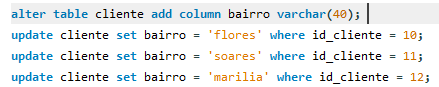 alter table cliente add column bairro varchar(40);
update cliente set bairro = 'flores' where id_cliente = 10;
update cliente set bairro = 'soares' where id_cliente = 11;
update cliente set bairro = 'marilia' where id_cliente = 12;